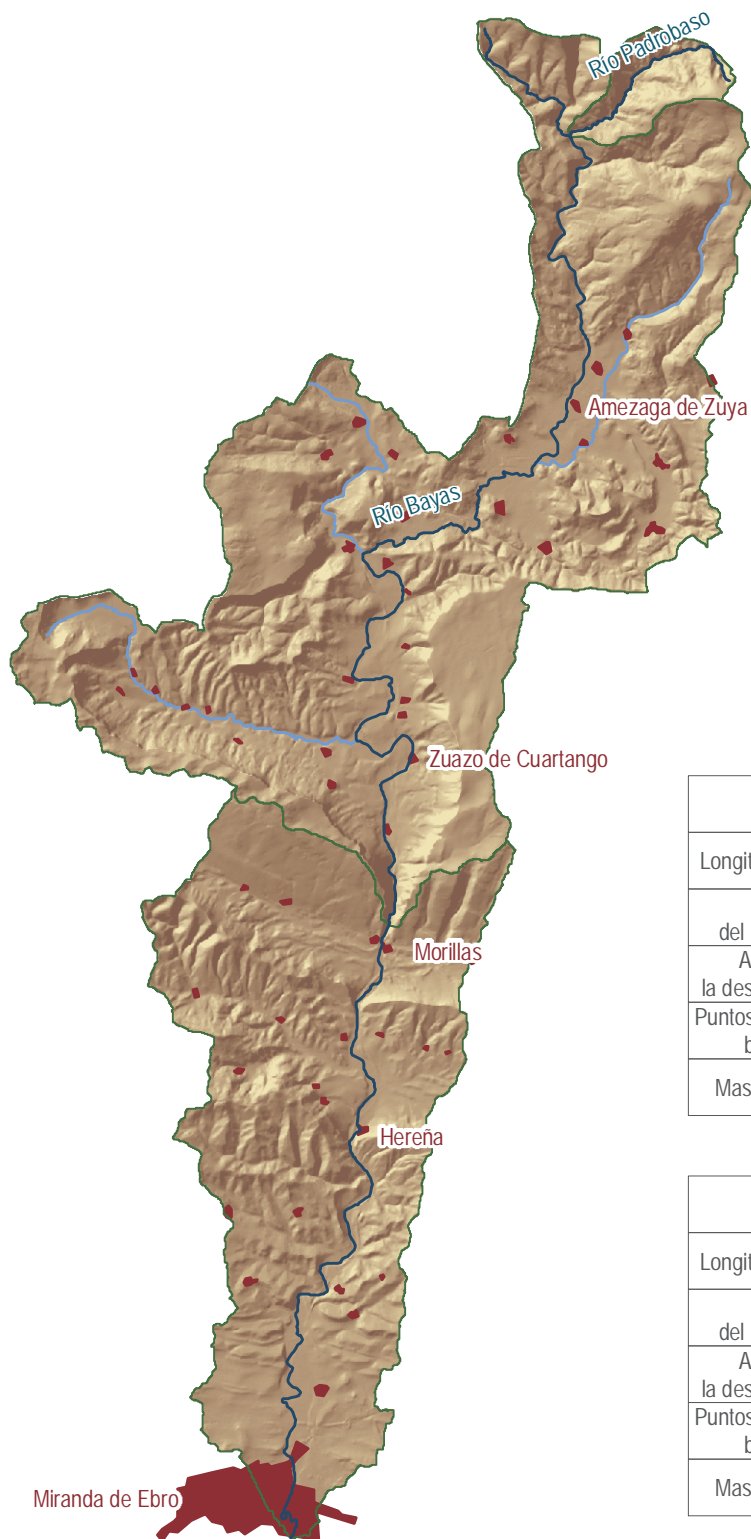 Río Padrobaso
Amezaga de Zuya
Río Bayas
Zuazo de Cuartango
Morillas
Hereña
Miranda de Ebro
Longit
del
A
la des
Puntos
b
Mas
Longit
del
A
la des
Puntos
b
Mas